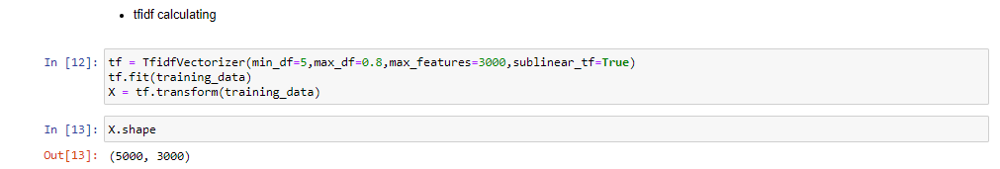 • tfidf calculating
In [12]: tf = TfidfVectorizer(min_df=5,max_df=0.8,max_features=3000,sublinear_tf=True)
tf.fit(training_data)
X = tf.transform(training_data)
In [13]: X.shape
Out[13]: (5000, 3000)